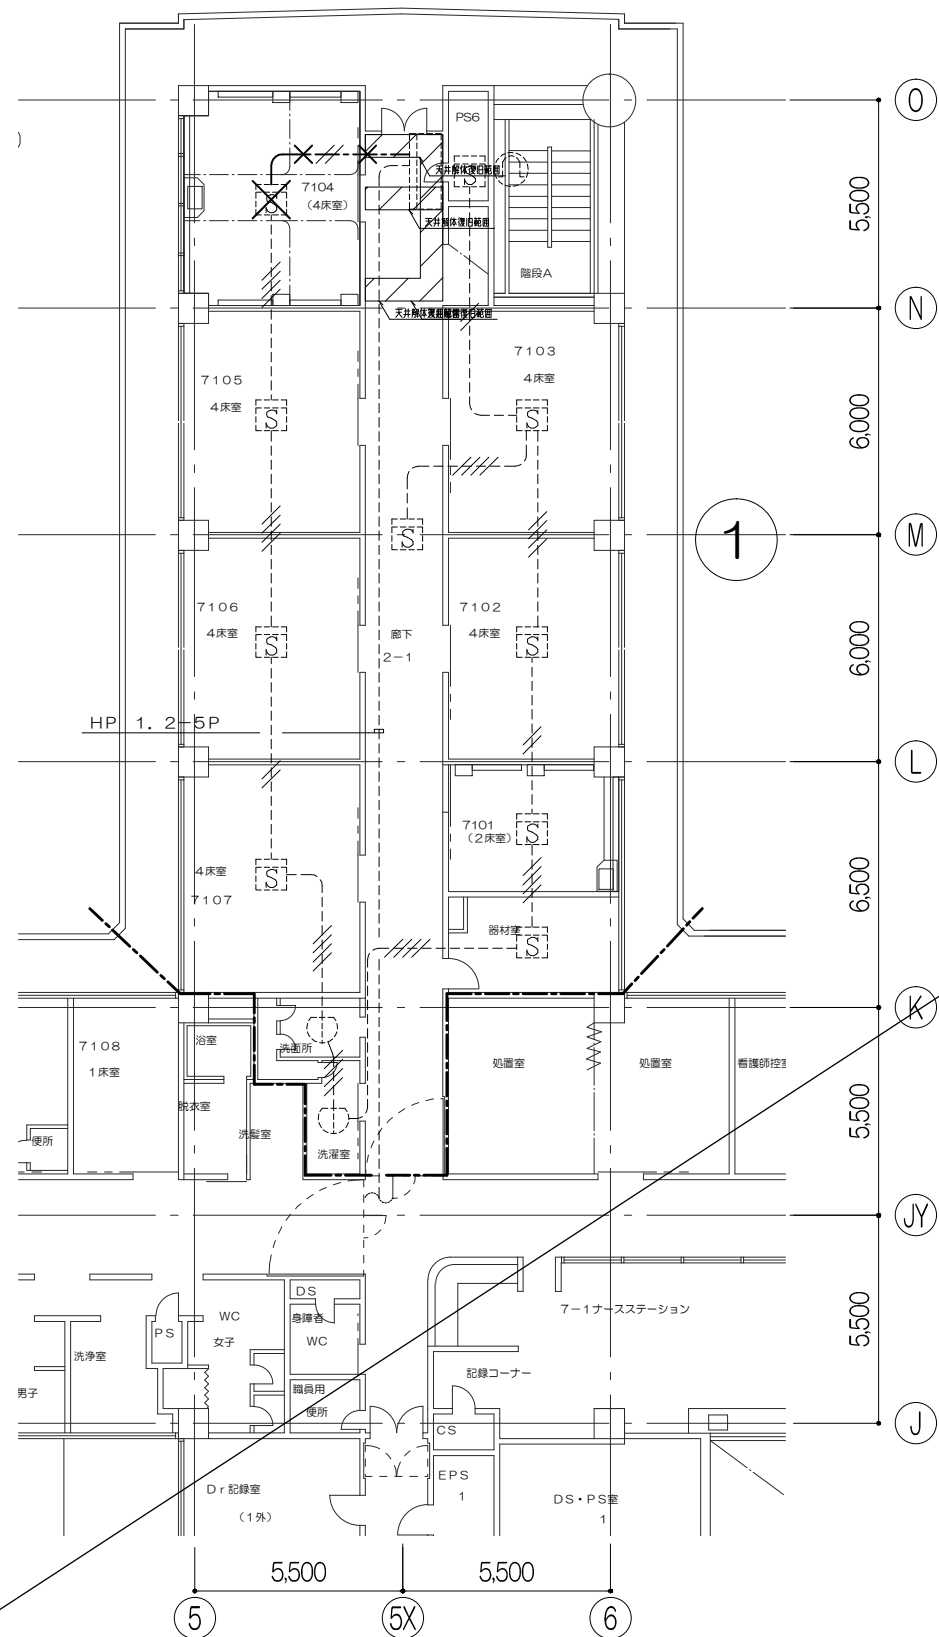 O
PS6
天井解体復旧範囲
S
S
7104
（4床室）
5,500
天井解体復旧範囲
階段A
N
7103
4床室
7105
4床室
S
S
6,000
1
M
S
7106
4床室
7102
4床室
廊下
2－1
S
S
6,000
HP 1.2－5P
L
7101
（2床室）
S
4床室
7107
S
6,500
器材室
S
K
7108
1床室
浴室
洗面所
処置室
処置室
看護師控室
脱衣室
洗髪室
5,500
便所
洗濯室
JY
DS
身障者
WC
7－1ナースステーション
WC
女子
PS
5,500
洗浄室
記録コーナー
男子
職員用
便所
CS
J
EPS
1
Dr記録室
（1外）
DS・PS室
1
5,500
5,500
5
5X
6